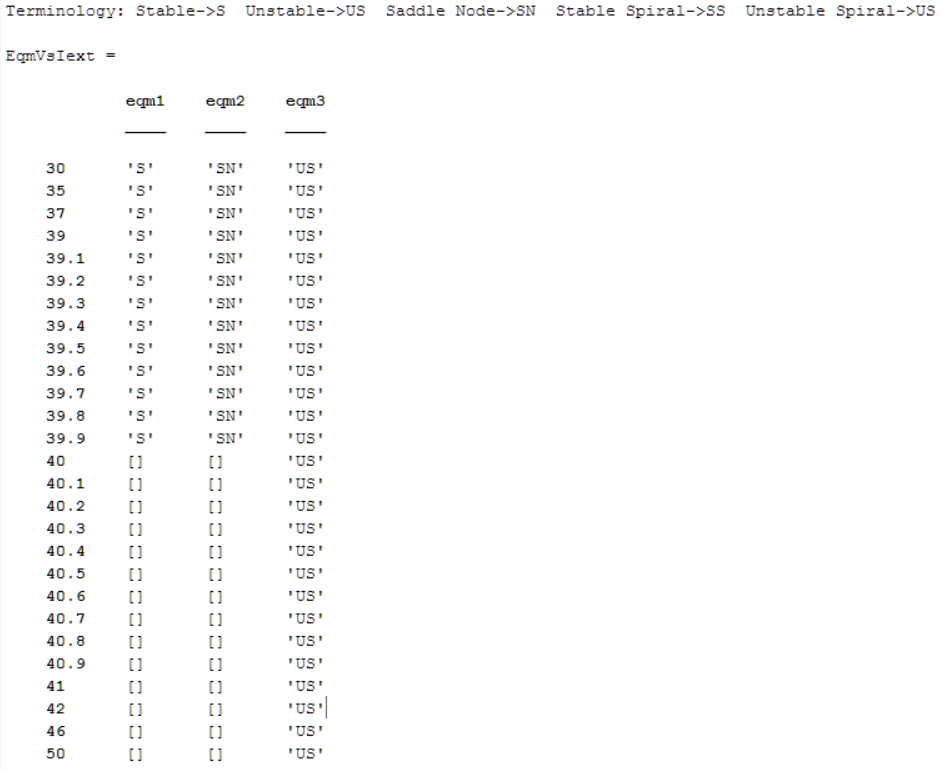 Terminology: Stable->S  Unstable->US  Saddle Node->SN  Stable Spiral->SS  Unstable Spiral->US
EqmVsIext =
eqm1 eqm2 eqm3
30 'S' 'SN' 'US'
35 'S' 'SN' 'US'
37 'S' 'SN' 'US'
39 'S' 'SN' 'US'
39.1 'S' 'SN' 'US'
39.2 'S' 'SN' 'US'
39.3 'S' 'SN' 'US'
39.4 'S' 'SN' 'US'
39.5 'S' 'SN' 'US'
39.6 'S' 'SN' 'US'
39.7 'S' 'SN' 'US'
39.8 'S' 'SN' 'US'
39.9 'S' 'SN' 'US'
40 [] [] 'US'
40.1 [] [] 'US'
40.2 [] [] 'US'
40.3 [] [] 'US'
40.4 [] [] 'US'
40.5 [] [] 'US'
40.6 [] [] 'US'
40.7 [] [] 'US'
40.8 [] [] 'US'
40.9 [] [] 'US'
41 [] [] 'US'
42 [] [] 'US'
46 [] [] 'US'
50 [] [] 'US'